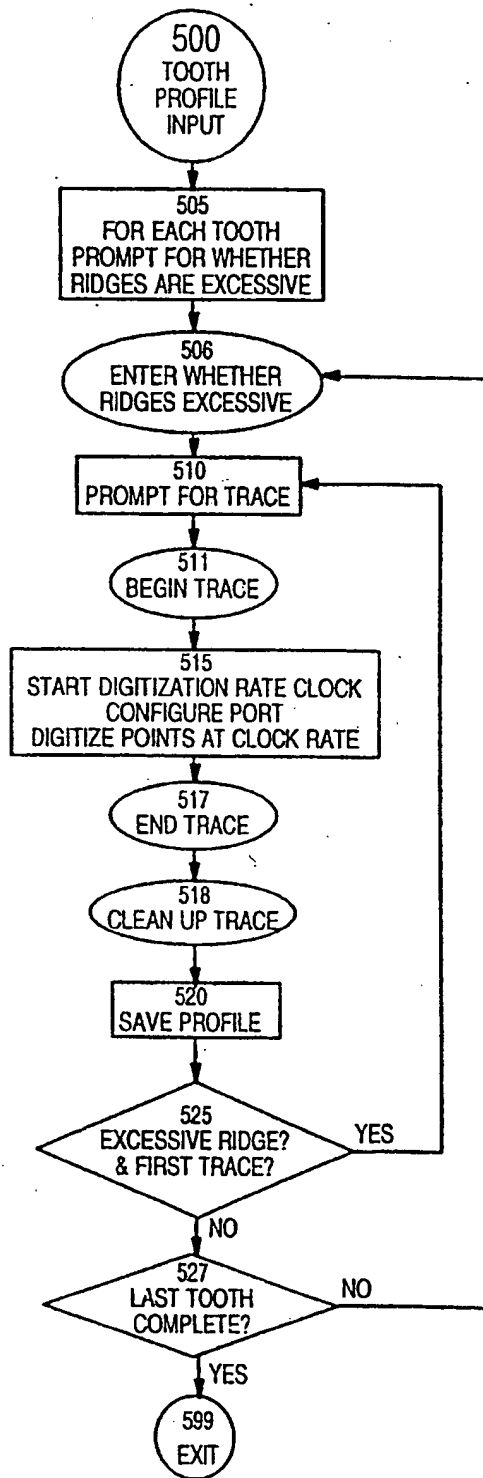 500
TOOTH
PROFILE
INPUT
505
FOR EACH TOOTH
PROMPT FOR WHETHER
RIDGES ARE EXCESSIVE
506
ENTER WHETHER
RIDGES EXCESSIVE
510
PROMPT FOR TRACE
511
BEGIN TRACE
515
START DIGITIZATION RATE CLOCK
CONFIGURE PORT
DIGITIZE POINTS AT CLOCK RATE
517
END TRACE
518
CLEAN UP TRACE
520
SAVE PROFILE
525
EXCESSIVE RIDGE?
& FIRST TRACE?
YES
NO
527
LAST TOOTH
COMPLETE?
NO
YES
599
EXIT